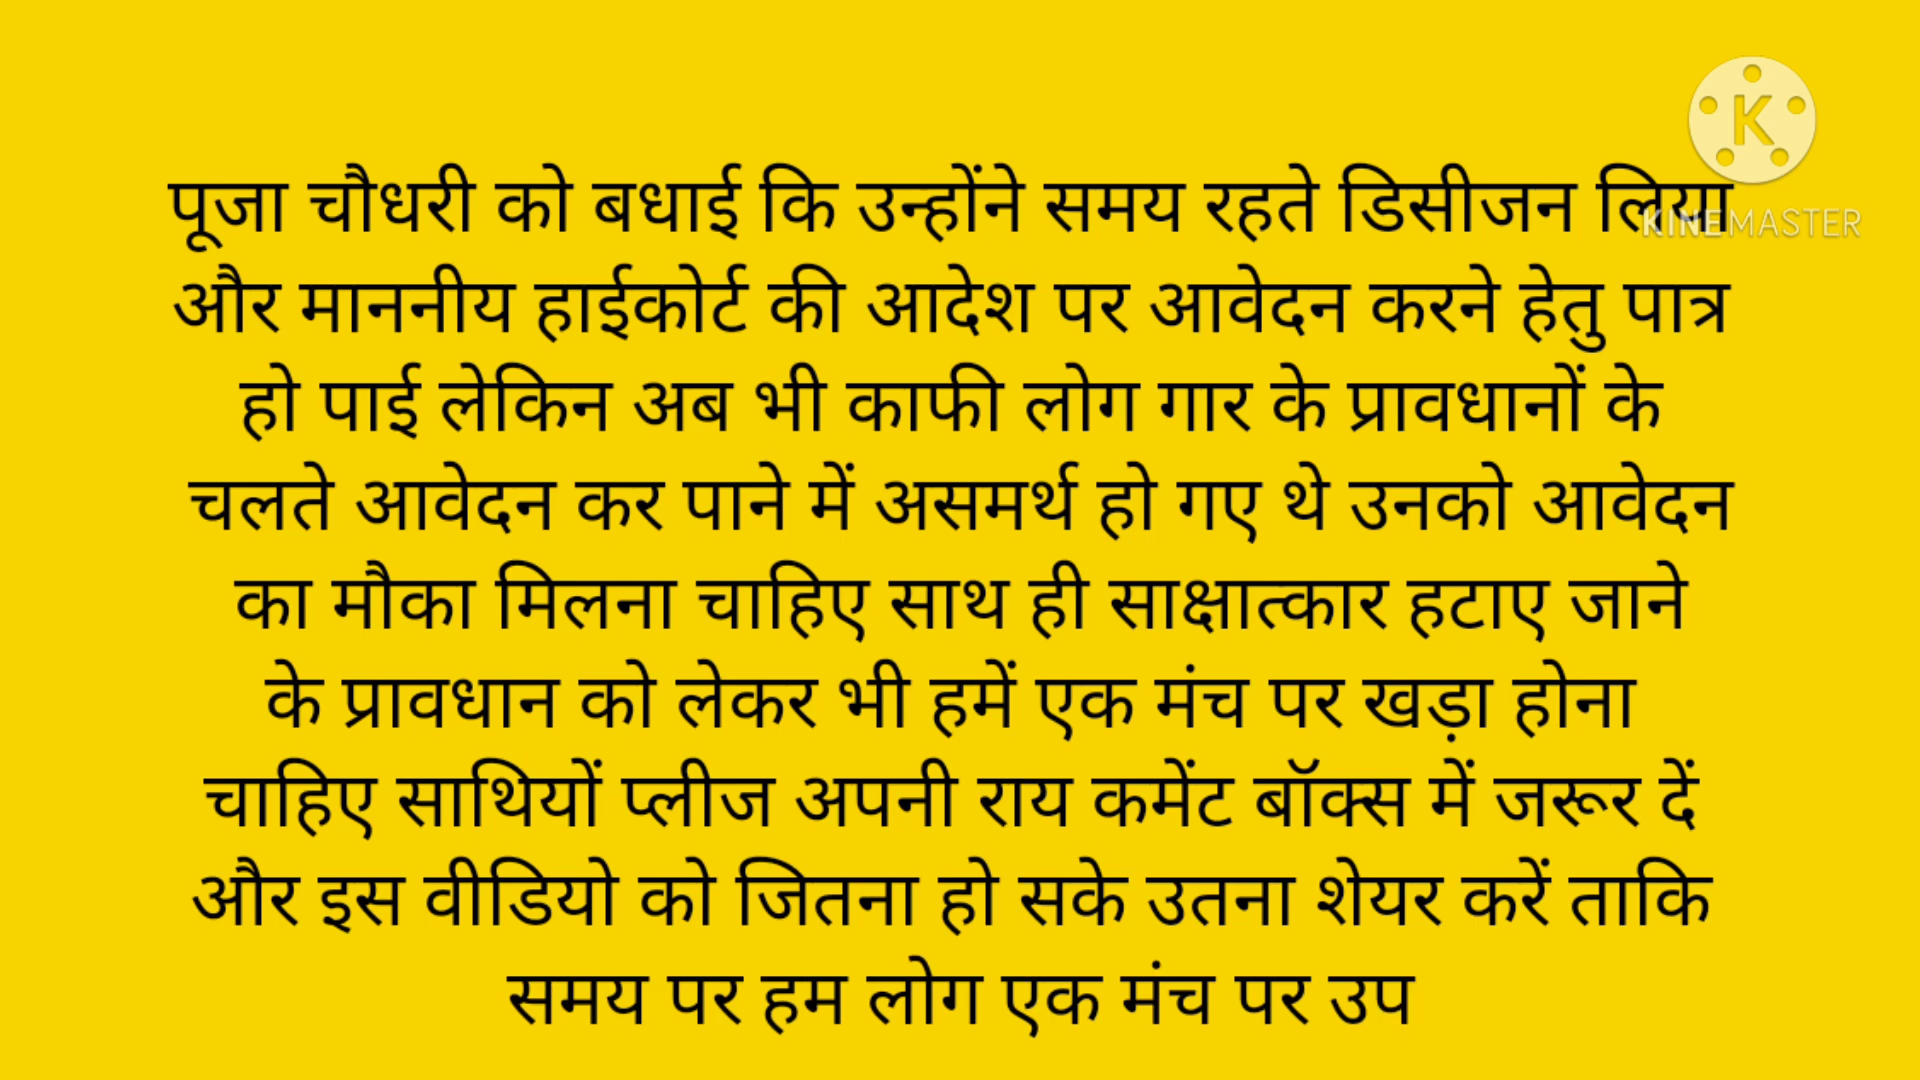 K
KINEMASTER
पूजा चौधरी को बधाई कि उन्होंने समय रहते डिसीजन लिया
और माननीय हाईकोर्ट की आदेश पर आवेदन करने हेतु पात्र
हो पाई लेकिन अब भी काफी लोग गार के प्रावधानों के
चलते आवेदन कर पाने में असमर्थ हो गए थे उनको आवेदन
का मौका मिलना चाहिए साथ ही साक्षात्कार हटाए जाने
के प्रावधान को लेकर भी हमें एक मंच पर खड़ा होना
चाहिए साथियों प्लीज अपनी राय कमेंट बॉक्स में जरूर दें
और इस वीडियो को जितना हो सके उतना शेयर करें ताकि
समय पर हम लोग एक मंच पर उप